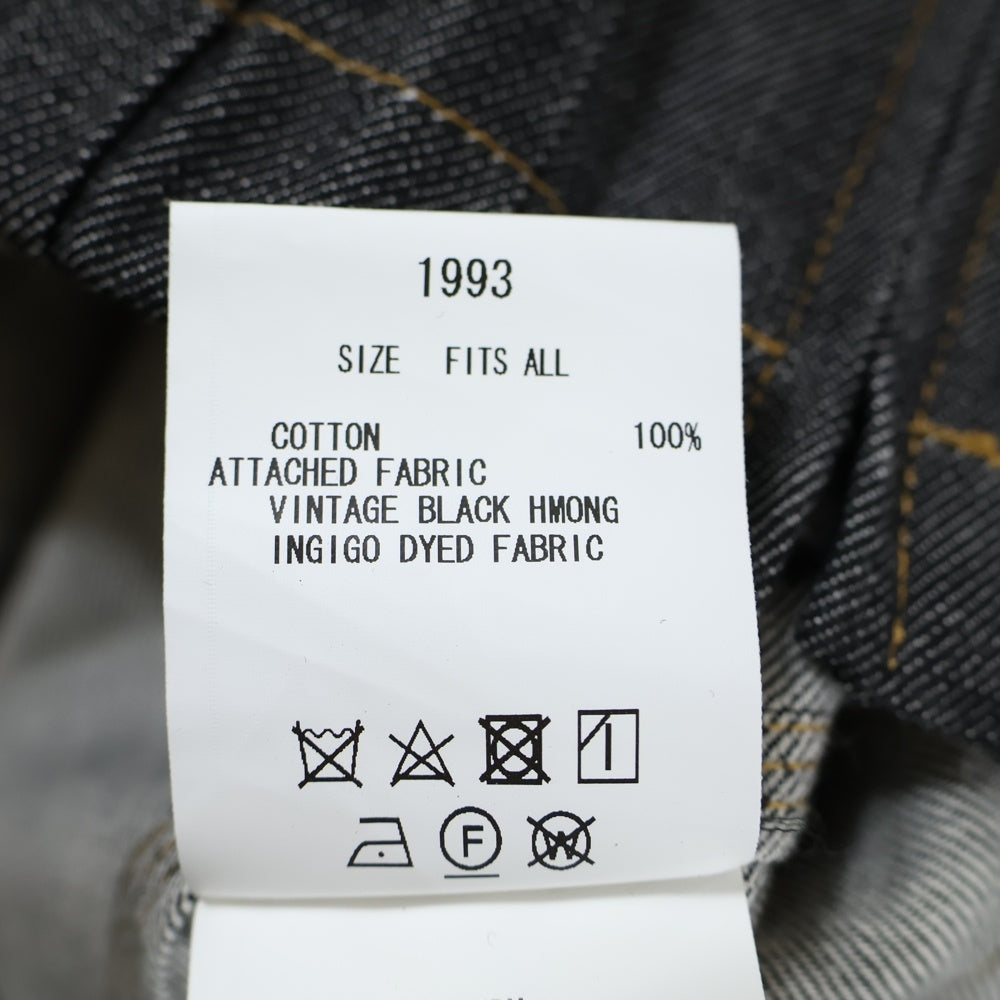 1993
SIZE FITS ALL
COTTON 100%
ATTACHED FABRIC
VINTAGE BLACK HMONG
INGIGO DYED FABRIC
F
W